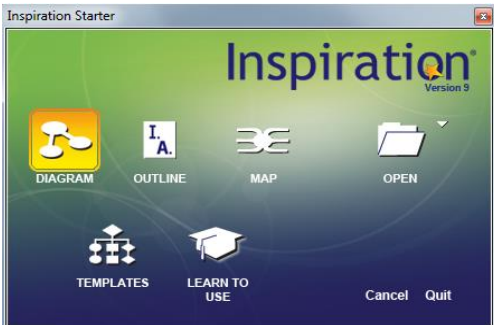 Inspiration Starter
Inspiration®
Version 9
I.
A.
DIAGRAM
OUTLINE
MAP
OPEN
TEMPLATES
LEARN TO
USE
Cancel
Quit